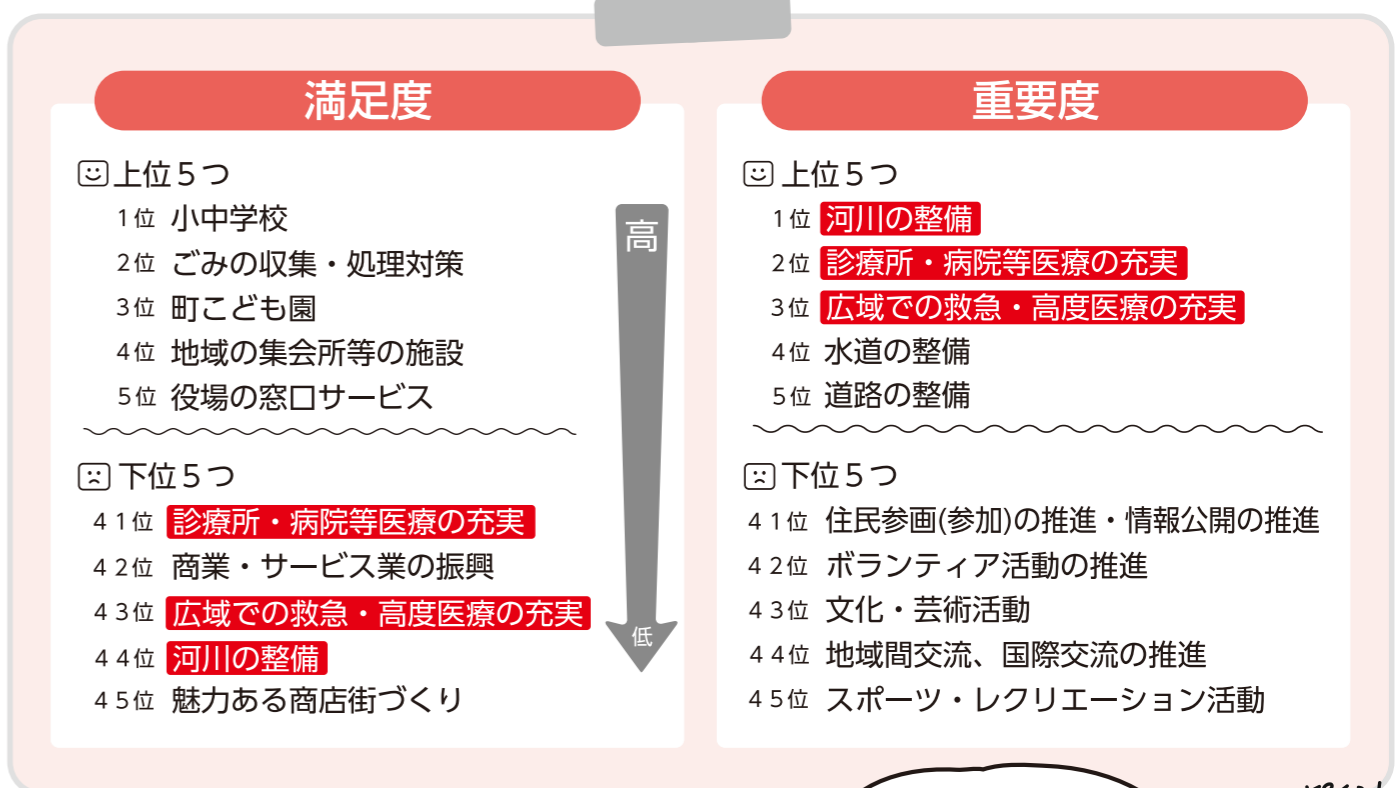 満足度
上位5つ
1位 小中学校
2位 ごみの収集・処理対策
3位 町こども園
4位 地域の集会所等の施設
5位 役場の窓口サービス
高
下位5つ
41位 診療所・病院等医療の充実
42位 商業・サービス業の振興
43位 広域での救急・高度医療の充実
44位 河川の整備
45位 魅力ある商店街づくり
低
重要度
上位5つ
1位 河川の整備
2位 診療所・病院等医療の充実
3位 広域での救急・高度医療の充実
4位 水道の整備
5位 道路の整備
下位5つ
41位 住民参画(参加)の推進・情報公開の推進
42位 ボランティア活動の推進
43位 文化・芸術活動
44位 地域間交流、国際交流の推進
45位 スポーツ・レクリエーション活動